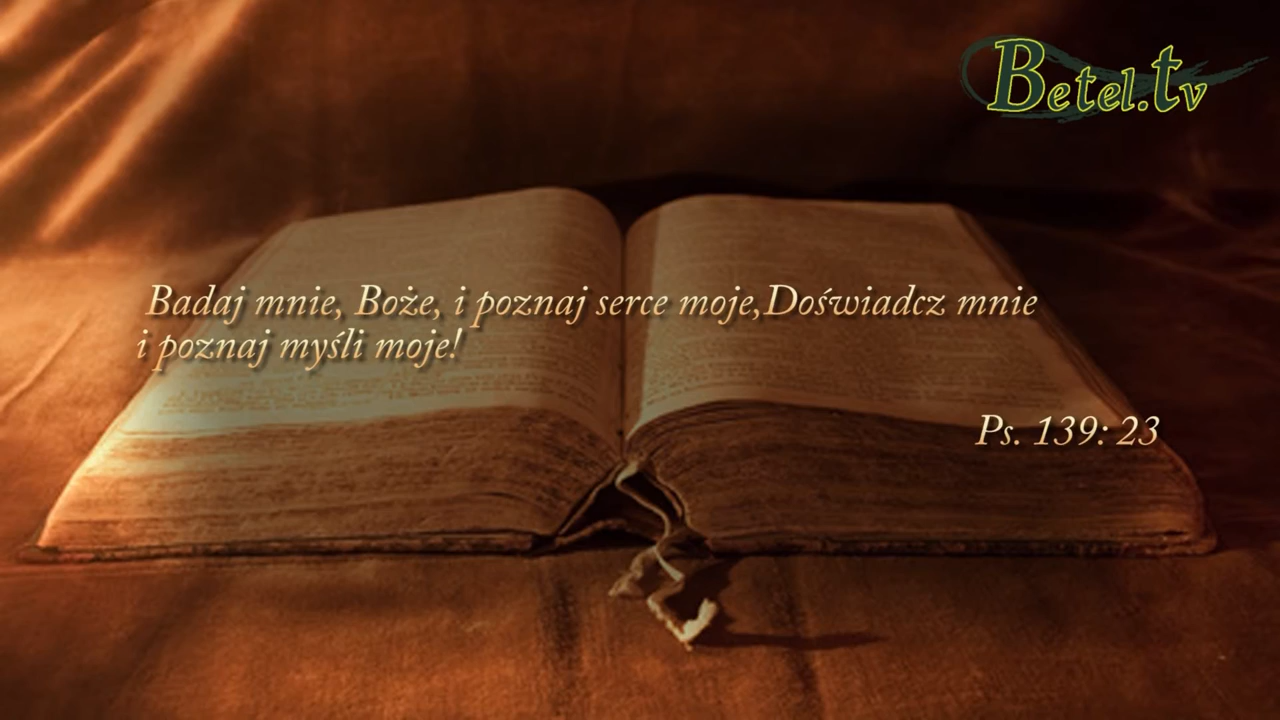 Betel.tv
Badaj mnie, Boże, i poznaj serce moje,Doświadcz mnie
i poznaj myśli moje!
Ps. 139: 23